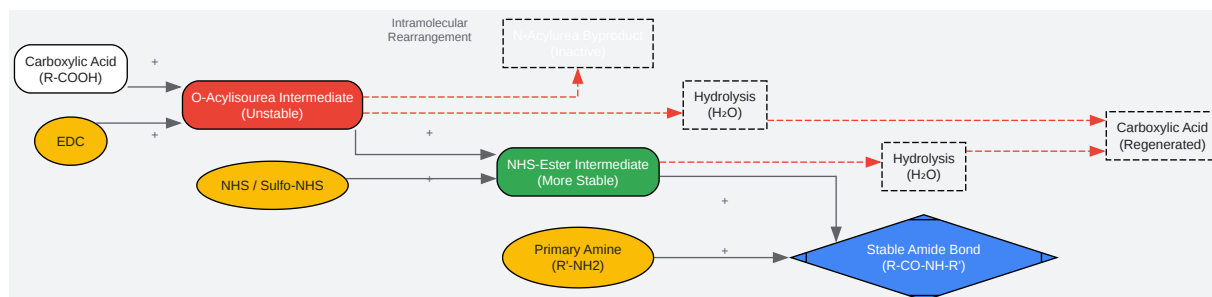 Intramolecular
Rearrangement
N-Acylurea Byproduct
(Inactive)
Carboxylic Acid
(R-COOH)
+
O-Acylisourea Intermediate
(Unstable)
Hydrolysis
(H₂O)
Carboxylic Acid
(Regenerated)
EDC
+
+
NHS-Ester Intermediate
(More Stable)
Hydrolysis
(H₂O)
NHS / Sulfo-NHS
+
+
Primary Amine
(R'-NH2)
+
Stable Amide Bond
(R-CO-NH-R')